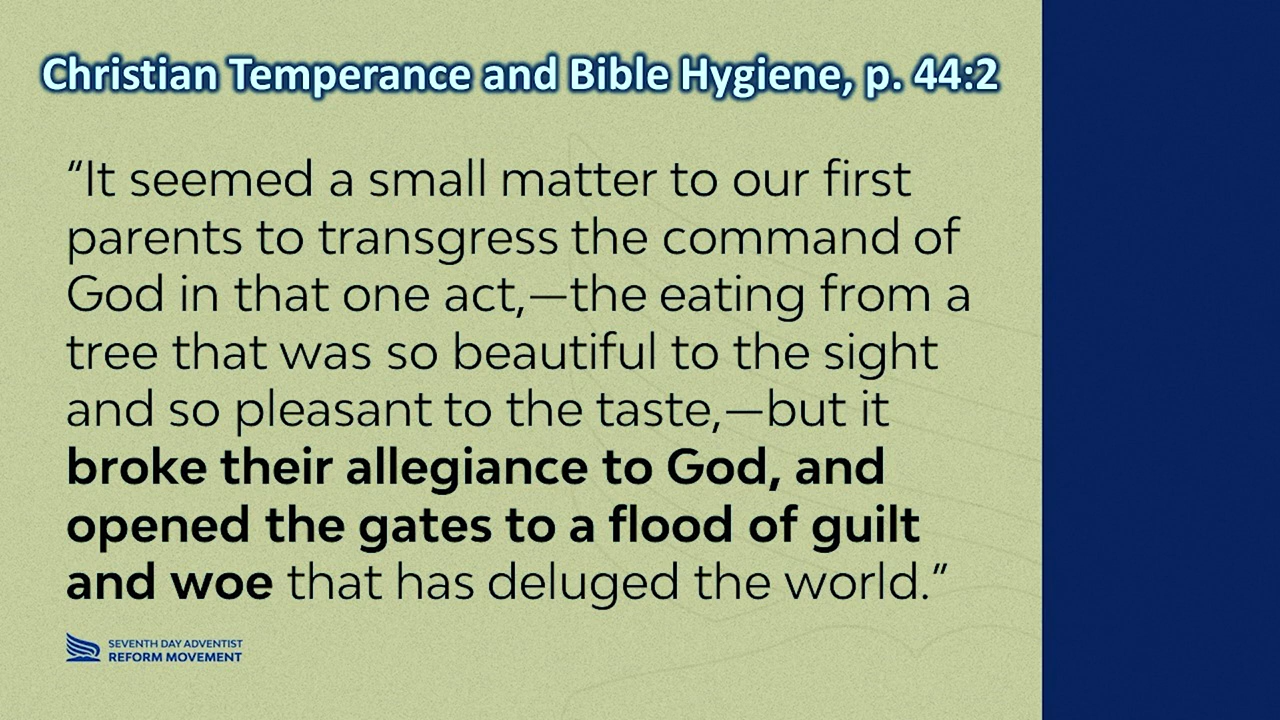 Christian Temperance and Bible Hygiene, p. 44:2
“It seemed a small matter to our first
parents to transgress the command of
God in that one act,—the eating from a
tree that was so beautiful to the sight
and so pleasant to the taste,—but it
broke their allegiance to God, and
opened the gates to a flood of guilt
and woe that has deluged the world.”
SEVENTH DAY ADVENTIST
REFORM MOVEMENT